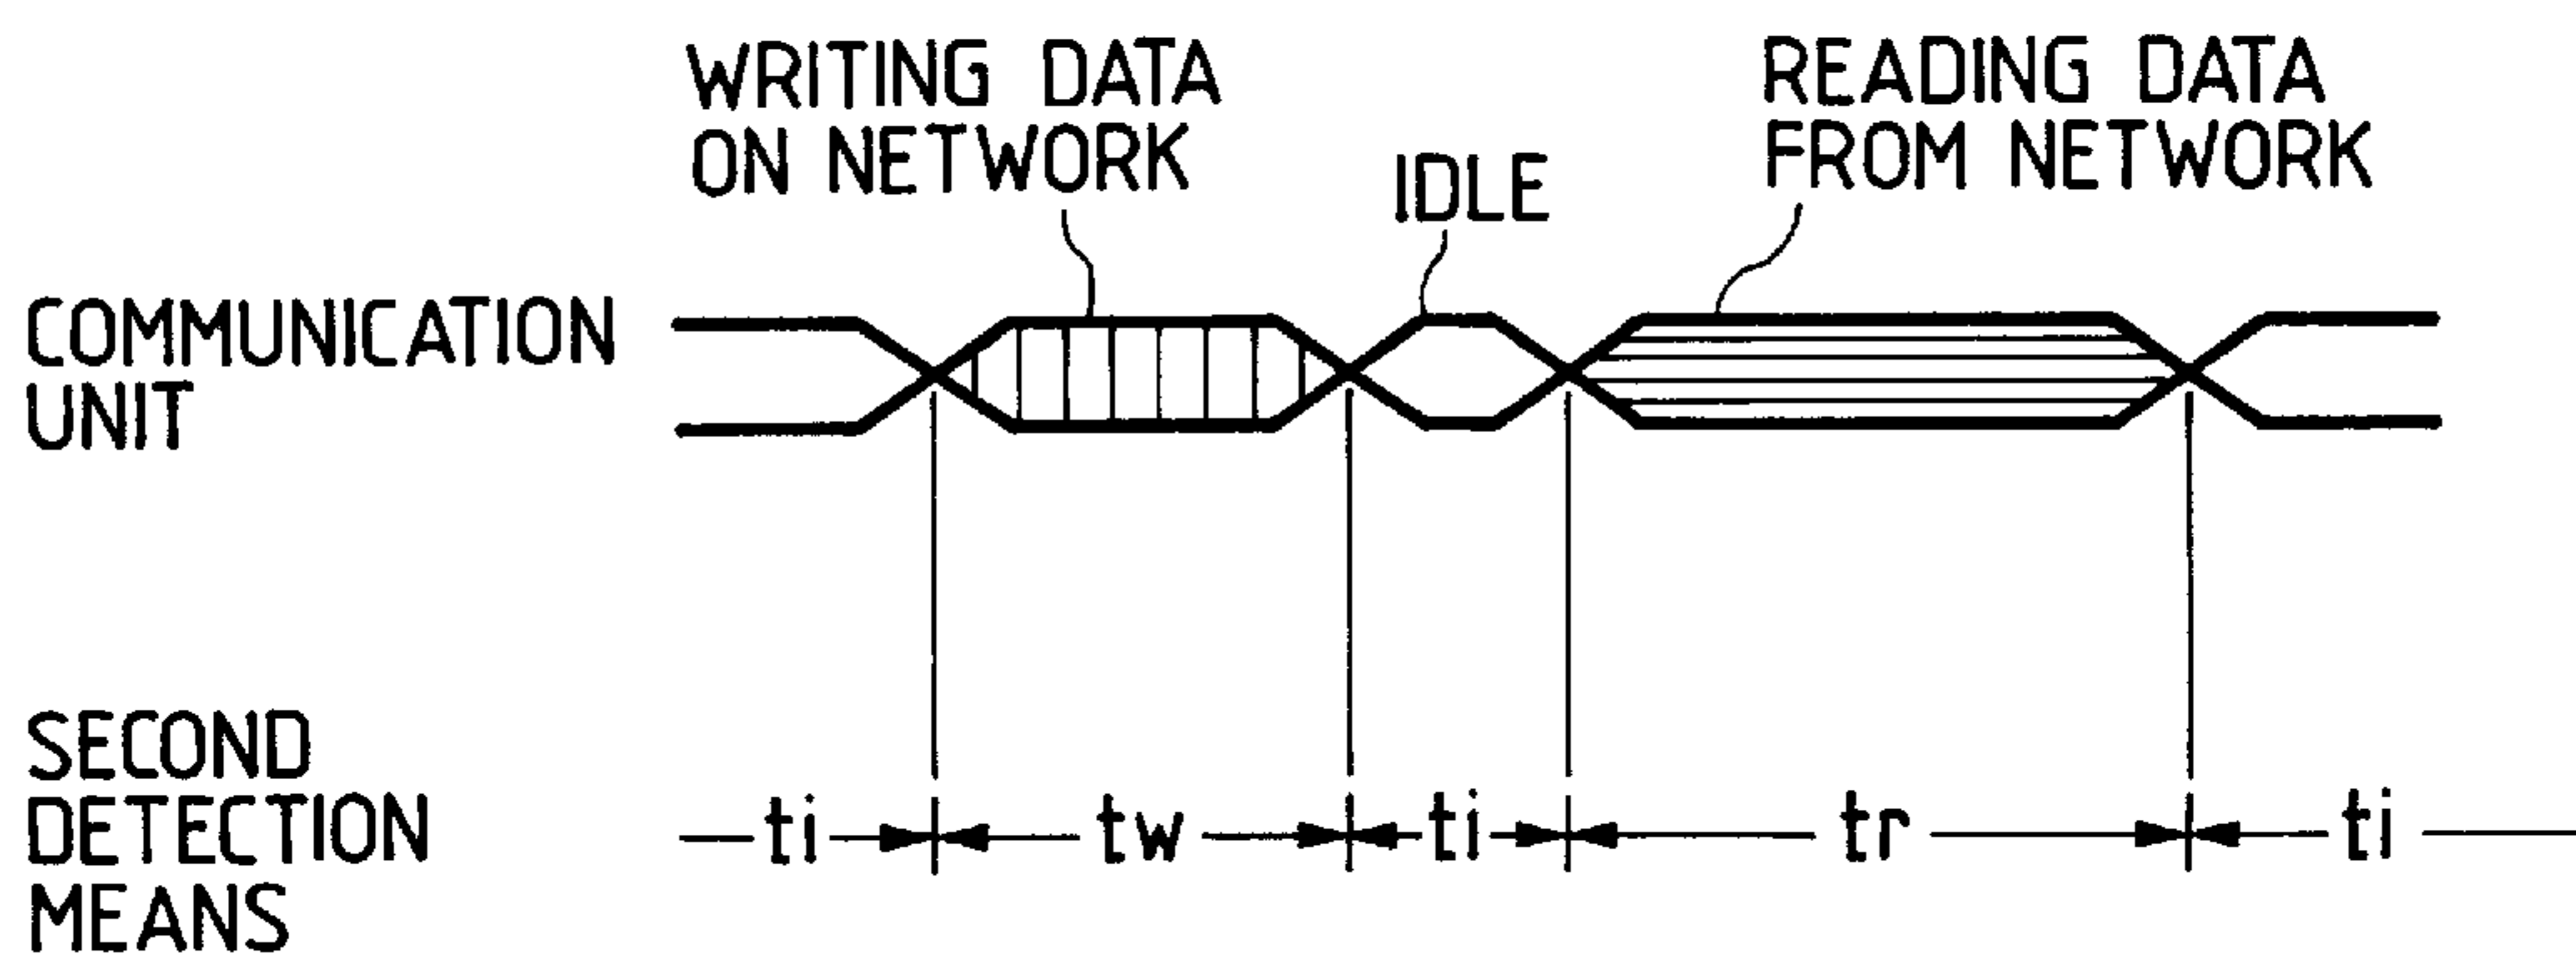 WRITING DATA
ON NETWORK
IDLE
READING DATA
FROM NETWORK
COMMUNICATION
UNIT
SECOND
DETECTION
MEANS
ti tw ti tr ti